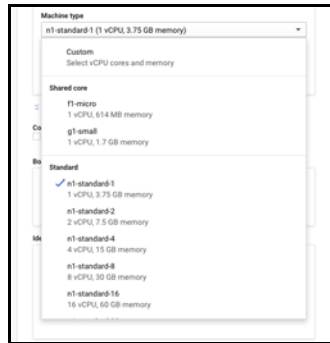 Machine type
n1-standard-1 (1 vCPU, 3.75 GB memory)
Custom
Select vCPU cores and memory
Shared core
f1-micro
1 vCPU, 614 MB memory
g1-small
1 vCPU, 1.7 GB memory
Co
Bo
Standard
n1-standard-1
1 vCPU, 3.75 GB memory
n1-standard-2
2 vCPU, 7.5 GB memory
Ide
n1-standard-4
4 vCPU, 15 GB memory
n1-standard-8
8 vCPU, 30 GB memory
n1-standard-16
16 vCPU, 60 GB memory